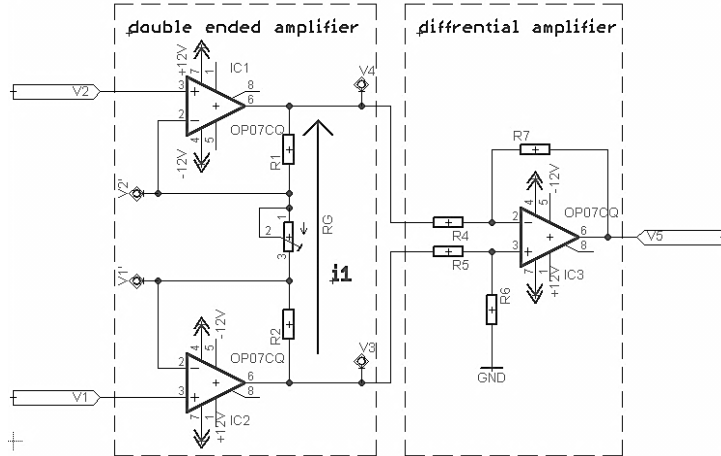 double ended amplifier
diffrential amplifier
+12V
7
1
IC1
8
V4
V2
3
6
2
OP07CQ
4
5
-12V
R1
R7
V2'
1
2
RG
3
-12V
4
5
OP07CQ
R4
2
6
V5
R5
3
8
7
1
IC3
+12V
V1'
i1
R6
R2
-12V
4
5
OP07CQ
V3
2
6
GND
V1
3
8
7
1
IC2
+12V